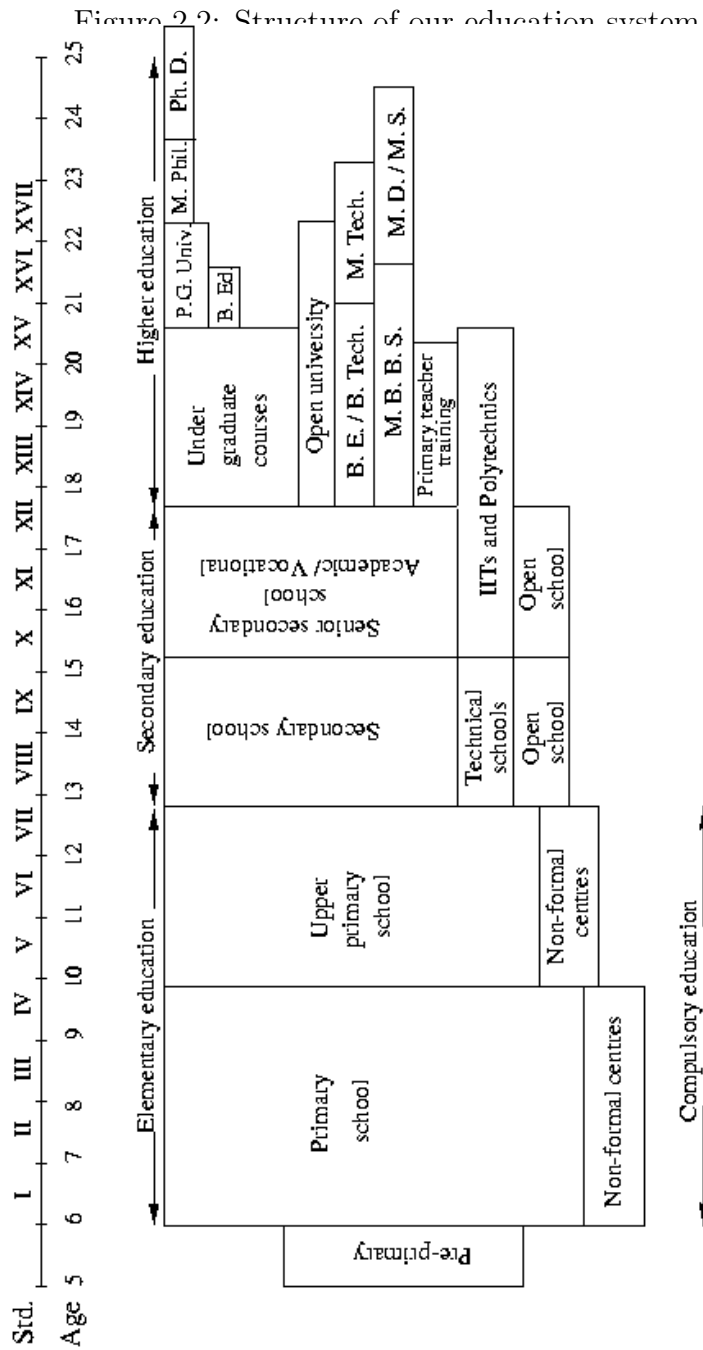 Figure 2.2: Structure of our education system
Std.
I II III IV V VI VII VIII IX X XI XII XIII XIV XV XVI XVII
Age
5 6 7 8 9 10 11 12 13 14 15 16 17 18 19 20 21 22 23 24 25
Elementary education
Secondary education
Higher education
Pre-primary
Primary
school
Non-formal centres
Upper
primary
school
Non-formal
centres
Secondary school
Technical
schools
Open
school
Senior secondary
school
Academic/ Vocational
IITs and Polytechnics
Open
school
Under
graduate
courses
Open university
B. E. / B. Tech.
M. Tech.
M. B. B. S.
M. D. / M. S.
Primary teacher
training
P.G. Univ.
B. Ed.
M. Phil.
Ph. D.
Compulsory education